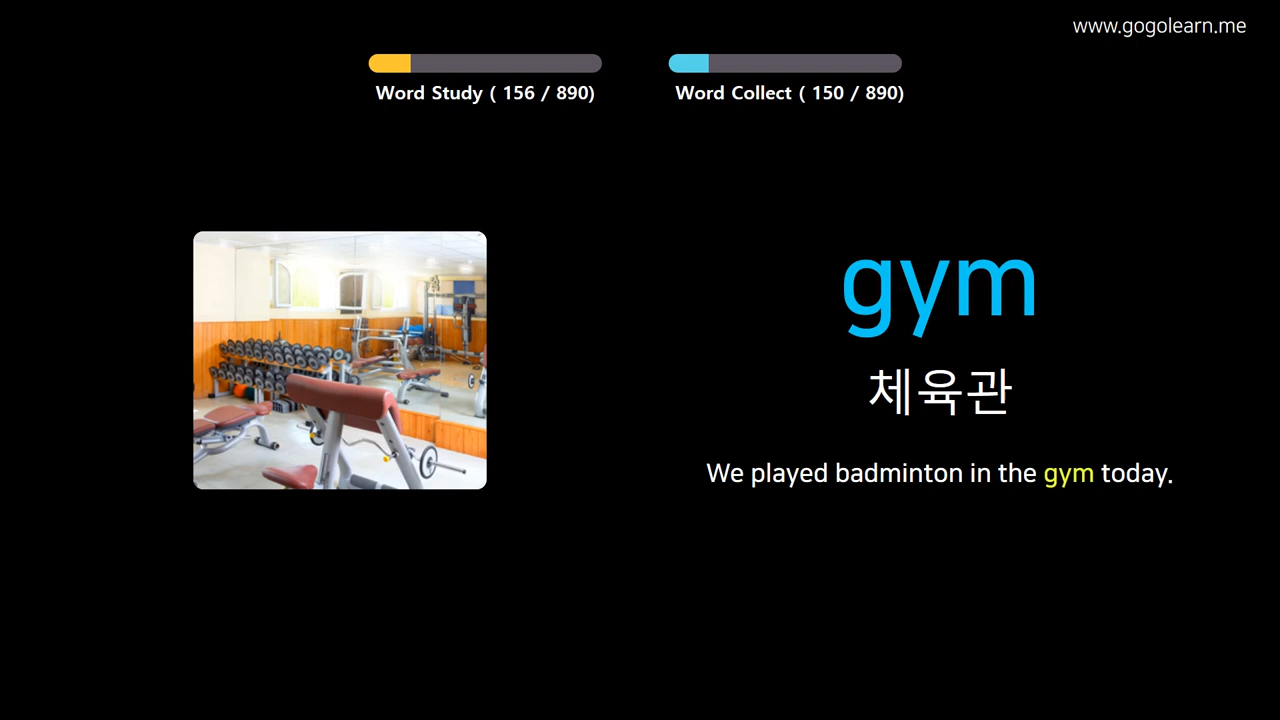 www.gogolearn.me
Word Study ( 156 / 890)
Word Collect ( 150 / 890)
gym
체육관
We played badminton in the gym today.